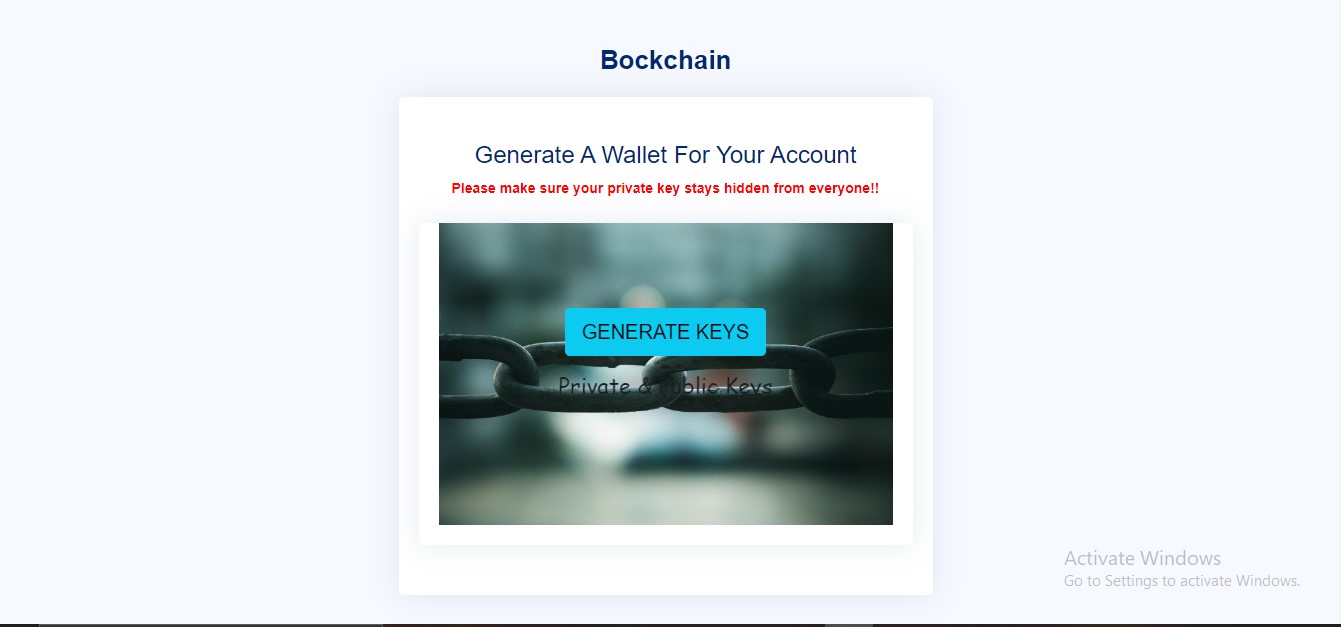 Bockchain
Generate A Wallet For Your Account
Please make sure your private key stays hidden from everyone!!
GENERATE KEYS
Private & Public Keys
Activate Windows
Go to Settings to activate Windows.